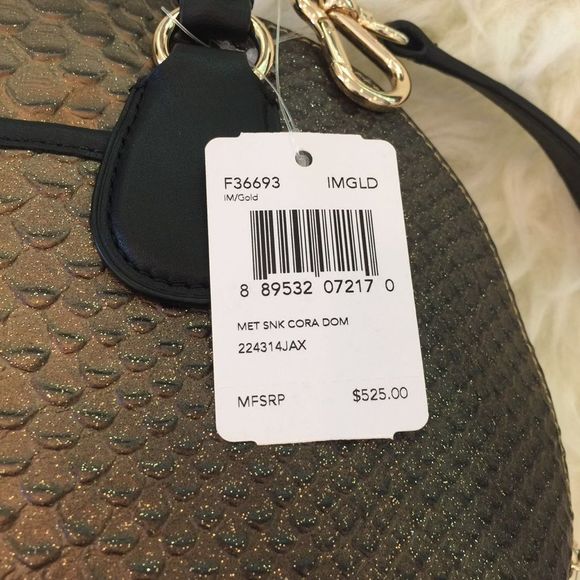 F36693 IMGLD
IM/Gold
8 89532 07217 0
MET SNK CORA DOM
224314JAX
MFSRP $525.00